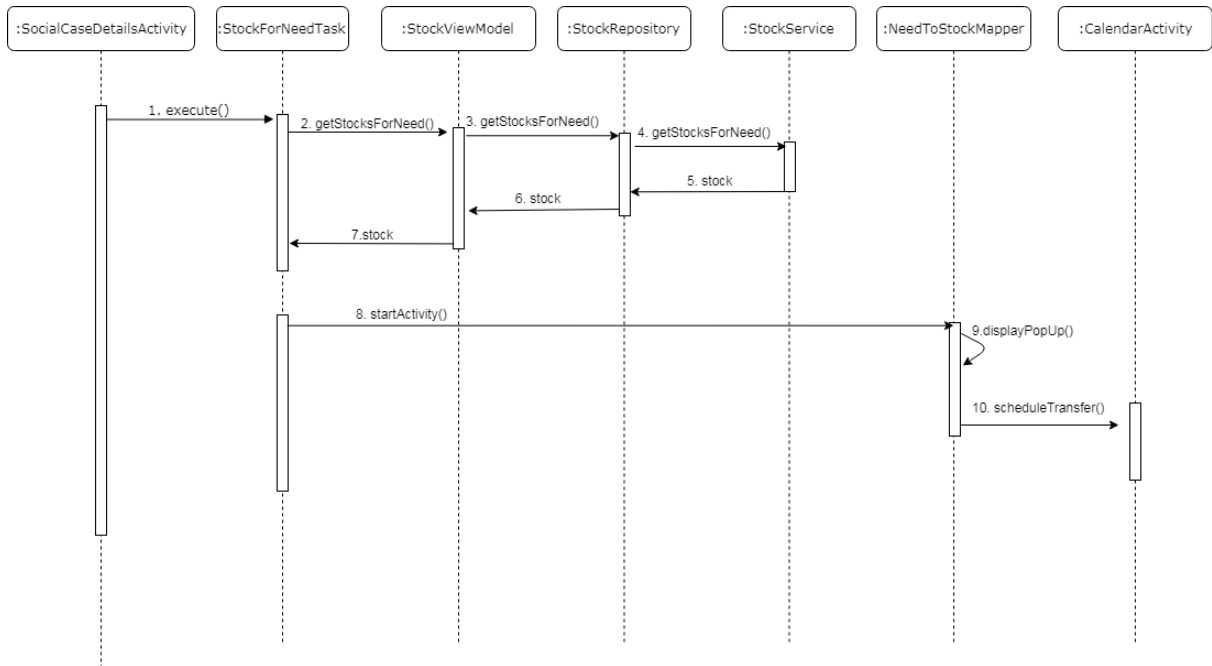 :SocialCaseDetailsActivity
:StockForNeedTask
:StockViewModel
:StockRepository
:StockService
:NeedToStockMapper
:CalendarActivity
1. execute()
2. getStocksForNeed()
3. getStocksForNeed()
4. getStocksForNeed()
5. stock
6. stock
7.stock
8. startActivity()
9.displayPopUp()
10. scheduleTransfer()